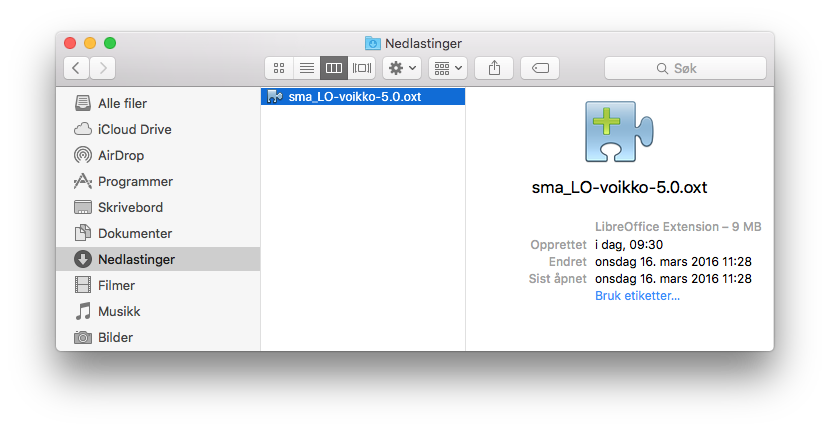 Nedlastinger
Søk
Alle filer
iCloud Drive
AirDrop
Programmer
Skrivebord
Dokumenter
Nedlastinger
Filmer
Musikk
Bilder
sma_LO-voikko-5.0.oxt
sma_LO-voikko-5.0.oxt
LibreOffice Extension – 9 MB
Opprettet i dag, 09:30
Endret onsdag 16. mars 2016 11:28
Sist åpnet onsdag 16. mars 2016 11:28
Bruk etiketter...